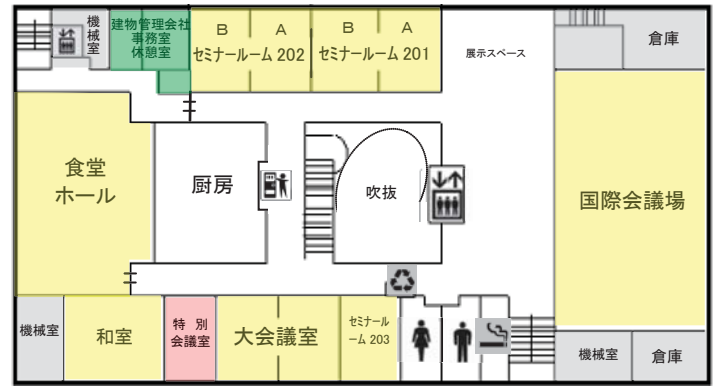 機
械
室
建物管理会社
事務室
休憩室
B A
セミナールーム 202
B A
セミナールーム 201
展示スペース
倉庫
食堂
ホール
厨房
吹抜
国際会議場
機械室
和室
特 別
会議室
大会議室
セミナール
ーム 203
機械室
倉庫